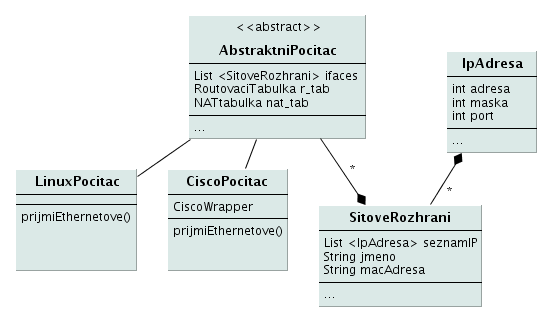 <<abstract>>
AbstraktniPocitac
List <SitoveRozhrani> ifaces
RoutovaciTabulka r_tab
NATtabulka nat_tab
...
IpAdresa
int adresa
int maska
int port
...
*
*
LinuxPocitac
prijmiEthernetove()
CiscoPocitac
CiscoWrapper
prijmiEthernetove()
SitoveRozhrani
List <IpAdresa> seznamIP
String jmeno
String macAdresa
...